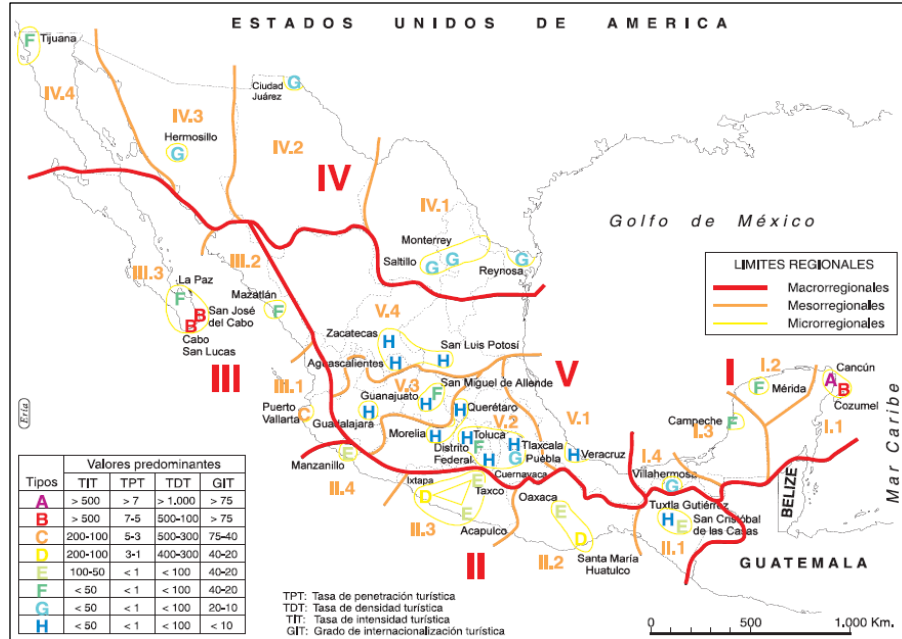 ESTADOS UNIDOS DE AMERICA
F Tijuana
IV.4
IV.3
Hermosillo
G
Ciudad
Juárez
G
IV.2
IV
IV.1
Monterrey
Saltillo
G G
Reynosa
G
Golfo de México
LIMITES REGIONALES
Macrorregionales
Mesorregionales
Microrregionales
III.3
La Paz
F
B
San José
del Cabo
B
Cabo
San Lucas
III.2
Mazatlán
F
III
III.1
Puerto
Vallarta
C
V.4
Zacatecas
H
San Luis Potosí
H
Aguascalientes
H
V.3
San Miguel de Allende
F
H
Guanajuato
Guadalajara
H
Querétaro
H
V
V.1
V.2
Morelia
H
Toluca
H
Tlaxcala
H
Distrito
Federal
F
H
Puebla
G
Cuernavaca
Veracruz
H
Manzanillo
E
II.4
Ixtapa
D
Taxco
E
II.3
E
Acapulco
II
Oaxaca
E
II.2
D
Santa María
Huatulco
I
I.2
Mérida
F
Cancún
A
B
Cozumel
I.1
Campeche
F
I.3
I.4
Villahermosa
G
Tuxtla Gutiérrez
H
E
San Cristóbal
de las Casas
II.1
BELIZE
Mar Caribe
GUATEMALA
Eria
Valores predominantes
Tipos TIT TPT TDT GIT
A > 500 > 7 > 1.000 > 75
B > 500 7-5 500-100 > 75
C 200-100 5-3 500-300 75-40
D 200-100 3-1 400-300 40-20
E 100-50 < 1 < 100 40-20
F < 50 < 1 < 100 40-20
G < 50 < 1 < 100 20-10
H < 50 < 1 < 100 < 10
TPT: Tasa de penetración turística
TDT: Tasa de densidad turística
TIT: Tasa de intensidad turística
GIT: Grado de internacionalización turística
0 500 1,000 Km.